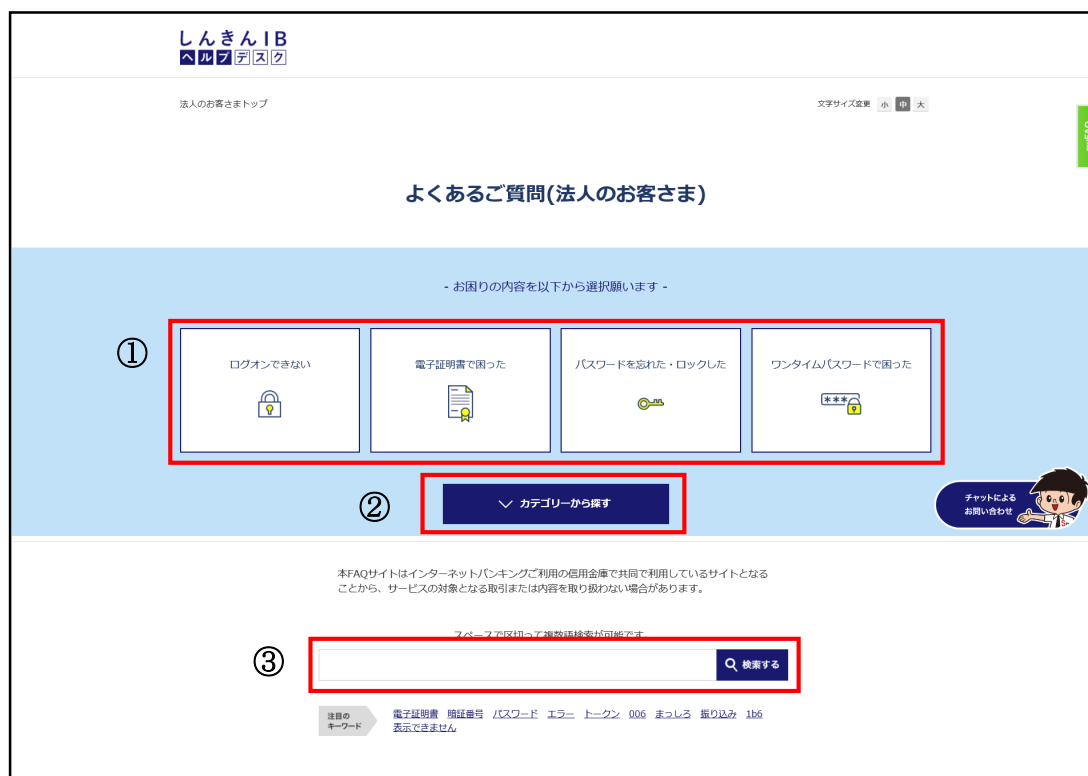 しんきんIB
ヘルプデスク
法人のお客さまトップ
文字サイズ変更 小 中 大
よくあるご質問(法人のお客さま)
- お困りの内容を以下から選択願います -
①
ログオンできない
電子証明書で困った
パスワードを忘れた・ロックした
ワンタイムパスワードで困った
***
②
カテゴリーから探す
チャットによる
お問い合わせ
本FAQサイトはインターネットバンキングご利用の信用金庫で共同で利用しているサイトとなる
ことから、サービスの対象となる取引または内容を取り扱わない場合があります。
スペースで区切って複数語検索が可能です。
③
検索する
注目の
キーワード
電子証明書 暗証番号 パスワード エラー トークン 006 まっしろ 振り込み 1b6
表示できません